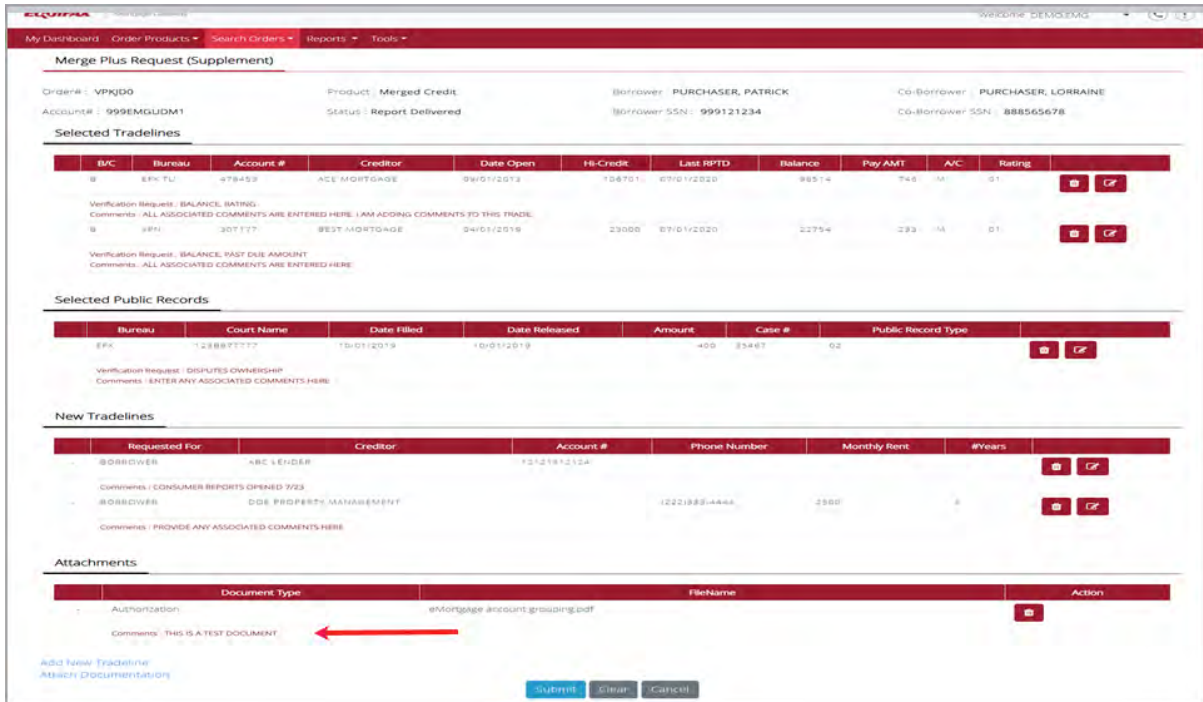 EQUIFAX Mortgage Gateway Welcome DEMO.EMG
My Dashboard Order Products Search Orders Reports Tools
Merge Plus Request (Supplement)
Order# : VPKJD0 Product : Merged Credit Borrower : PURCHASER, PATRICK Co-Borrower : PURCHASER, LORRAINE
Account# : 999EMGUDM1 Status : Report Delivered Borrower SSN : 999121234 Co-Borrower SSN : 888565678
Selected Tradelines
B/C Bureau Account # Creditor Date Open Hi-Credit Last RPTD Balance Pay AMT A/C Rating
B EFX TU 478459 ACE MORTGAGE 106701 07/01/2020 98514 746 M 01
Verification Request : BALANCE, RATING
Comments : ALL ASSOCIATED COMMENTS ARE ENTERED HERE. I AM ADDING COMMENTS TO THIS TRADE.
B XPN 307777 BEST MORTGAGE 04/01/2019 23000 07/01/2020 22754 233 M 01
Verification Request : BALANCE, PAST DUE AMOUNT
Comments : ALL ASSOCIATED COMMENTS ARE ENTERED HERE
Selected Public Records
Bureau Court Name Date Filled Date Released Amount Case # Public Record Type
EFX 10/01/2019 10/01/2019 400 35467 02
Verification Request : DISPUTES OWNERSHIP
Comments : ENTER ANY ASSOCIATED COMMENTS HERE
New Tradelines
Requested For Creditor Account # Phone Number Monthly Rent #Years
BORROWER ABC LENDER
Comments : CONSUMER REPORTS OPENED 7/23
BORROWER DOE PROPERTY MANAGEMENT (222)333-4444 2500
Comments : PROVIDE ANY ASSOCIATED COMMENTS HERE
Attachments
Document Type FileName Action
Authorization eMortgage account grouping.pdf
Comments : THIS IS A TEST DOCUMENT
Add New Tradeline
Attach Documentation
Submit Clear Cancel